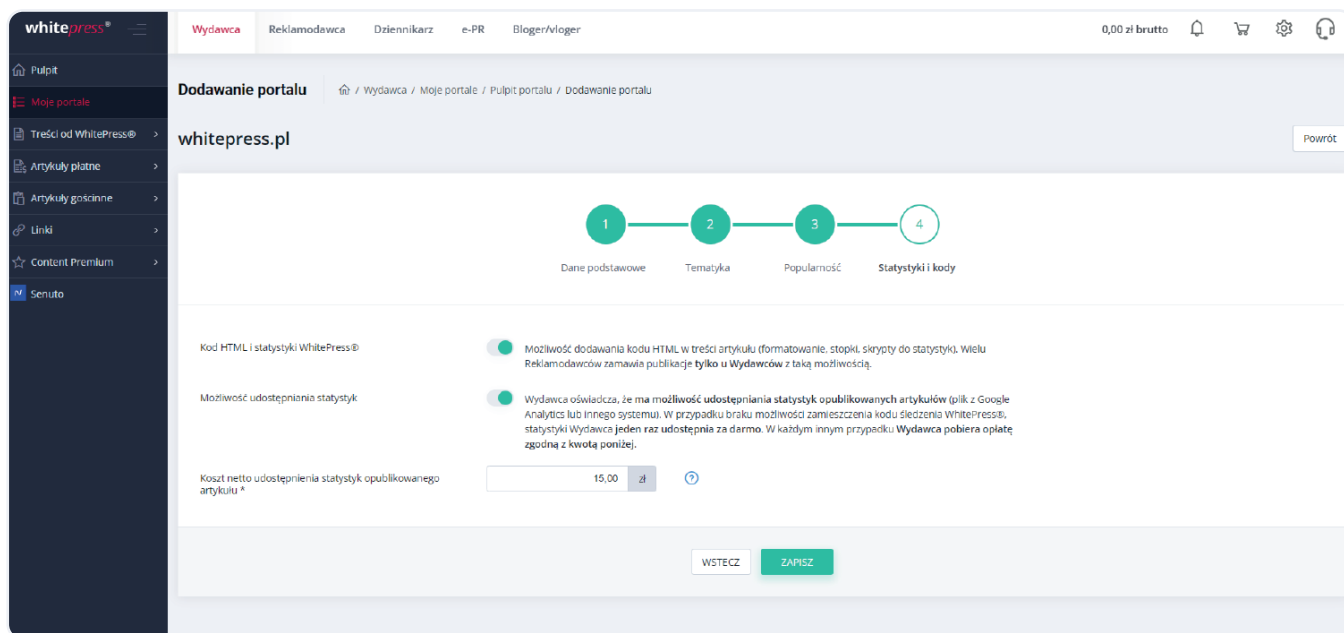 whitepress®
Wydawca Reklamodawca Dziennikarz e-PR Bloger/vloger
0,00 zł brutto
Pulpit
Moje portale
Treści od WhitePress®
Artykuły płatne
Artykuły gościnne
Linki
Content Premium
Senuto
Dodawanie portalu
/ Wydawca / Moje portale / Pulpit portalu / Dodawanie portalu
whitepress.pl
Powrót
1 2 3 4
Dane podstawowe Tematyka Popularność Statystyki i kody
Kod HTML i statystyki WhitePress®
Możliwość dodawania kodu HTML w treści artykułu (formatowanie, stopki, skrypty do statystyk). Wielu
Reklamodawców zamawia publikacje tylko u Wydawców z taką możliwością.
Możliwość udostępniania statystyk
Wydawca oświadcza, że ma możliwość udostępniania statystyk opublikowanych artykułów (plik z Google
Analytics lub innego systemu). W przypadku braku możliwości zamieszczenia kodu śledzenia WhitePress®,
statystyki Wydawca jeden raz udostępnia za darmo. W każdym innym przypadku Wydawca pobiera opłatę
zgodną z kwotą poniżej.
Koszt netto udostępnienia statystyk opublikowanego
artykułu *
15,00 zł
?
WSTECZ ZAPISZ